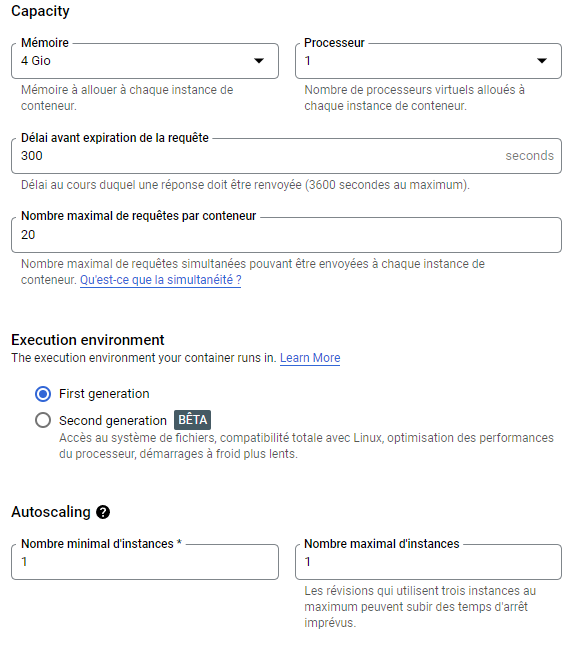 Capacity
Mémoire
4 Gio
Processeur
1
Mémoire à allouer à chaque instance de
conteneur.
Nombre de processeurs virtuels alloués à
chaque instance de conteneur.
Délai avant expiration de la requête
300
seconds
Délai au cours duquel une réponse doit être renvoyée (3600 secondes au maximum).
Nombre maximal de requêtes par conteneur
20
Nombre maximal de requêtes simultanées pouvant être envoyées à chaque instance de
conteneur. Qu'est-ce que la simultanéité ?
Execution environment
The execution environment your container runs in. Learn More
First generation
Second generation BÊTA
Accès au système de fichiers, compatibilité totale avec Linux, optimisation des performances
du processeur, démarrages à froid plus lents.
Autoscaling ?
Nombre minimal d'instances *
1
Nombre maximal d'instances
1
Les révisions qui utilisent trois instances au
maximum peuvent subir des temps d'arrêt
imprévus.